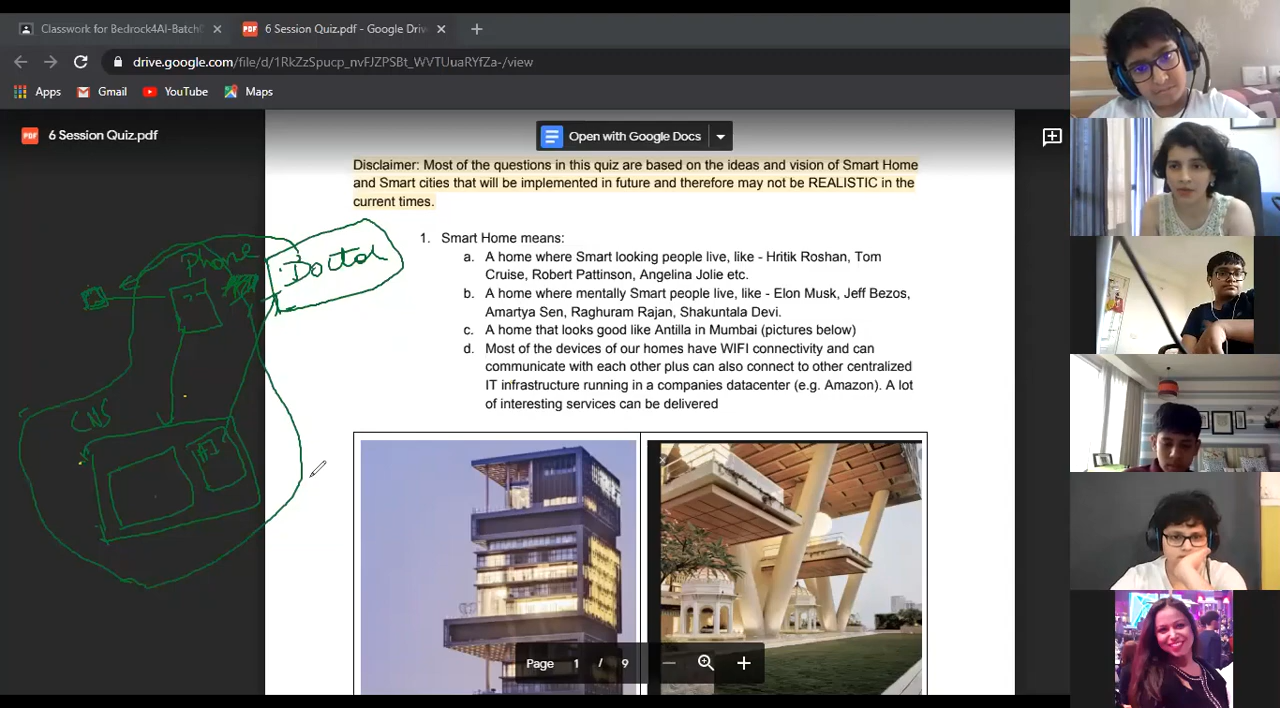 Classwork for Bedrock4AI-Batch
6 Session Quiz.pdf - Google Driv
drive.google.com/file/d/1RkZzSpucp_nvFJZPSBt_WVTUuaRYfZa-/view
Apps
Gmail
YouTube
Maps
PDF
6 Session Quiz.pdf
Open with Google Docs
Disclaimer: Most of the questions in this quiz are based on the ideas and vision of Smart Home
and Smart cities that will be implemented in future and therefore may not be REALISTIC in the
current times.
1. Smart Home means:
a. A home where Smart looking people live, like - Hritik Roshan, Tom
Cruise, Robert Pattinson, Angelina Jolie etc.
b. A home where mentally Smart people live, like - Elon Musk, Jeff Bezos,
Amartya Sen, Raghuram Rajan, Shakuntala Devi.
c. A home that looks good like Antilla in Mumbai (pictures below)
d. Most of the devices of our homes have WIFI connectivity and can
communicate with each other plus can also connect to other centralized
IT infrastructure running in a companies datacenter (e.g. Amazon). A lot
of interesting services can be delivered
Phone
Doctor
CNS
AI
Page 1 / 9